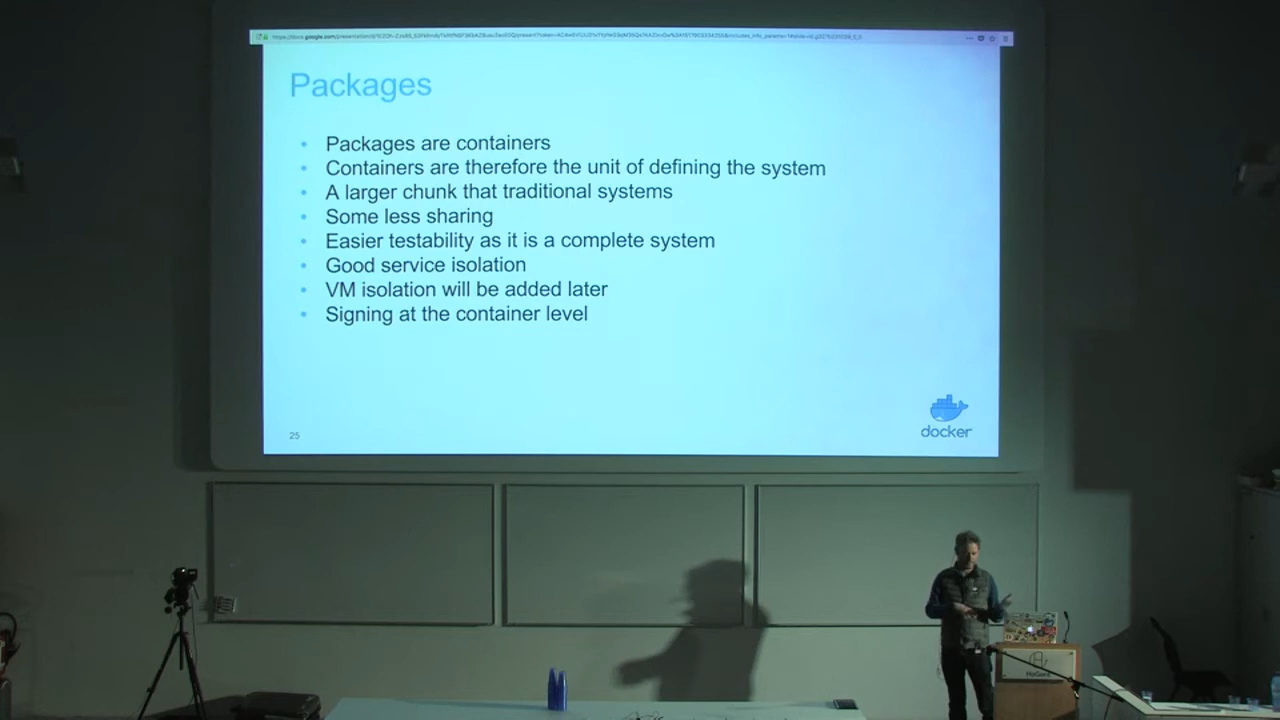 Packages
Packages are containers
Containers are therefore the unit of defining the system
A larger chunk that traditional systems
Some less sharing
Easier testability as it is a complete system
Good service isolation
VM isolation will be added later
Signing at the container level
25
docker
HoGent